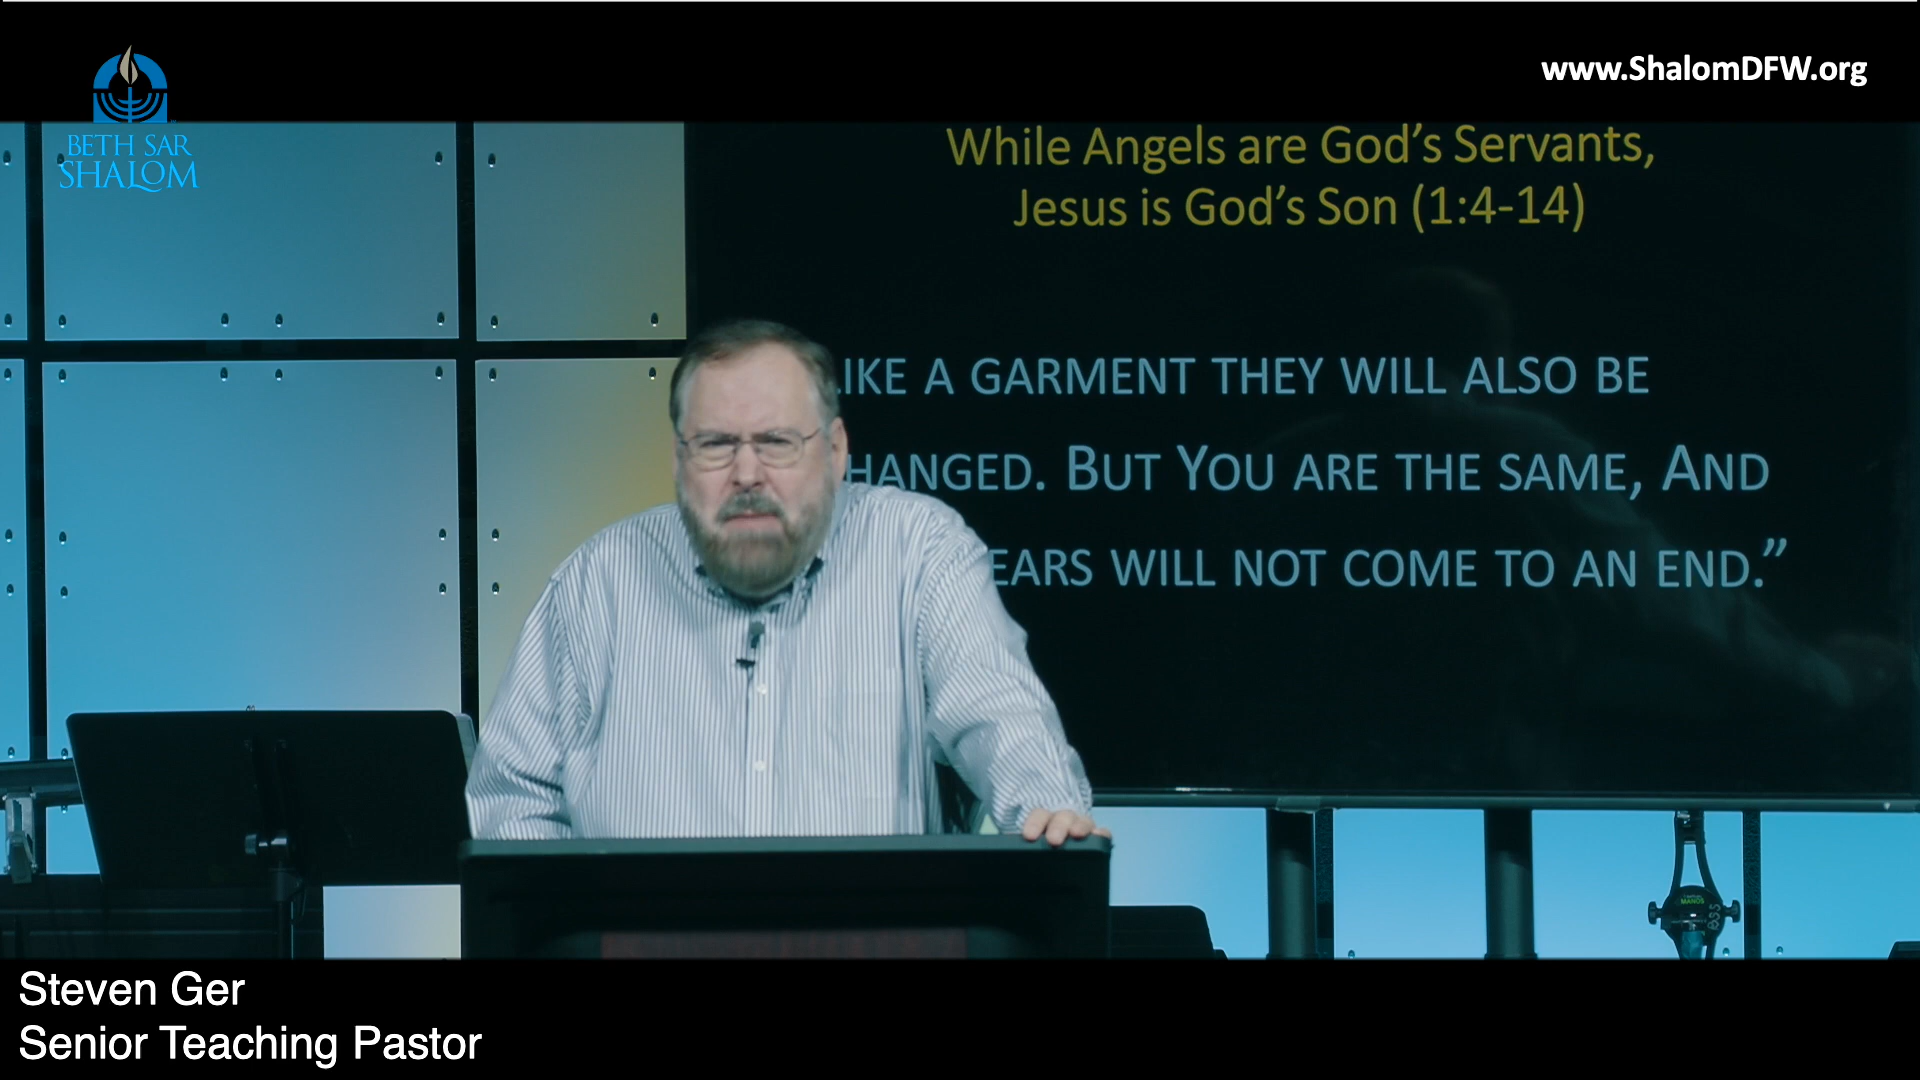 www.ShalomDFW.org
BETH SAR
SHALOM
While Angels are God’s Servants,
Jesus is God’s Son (1:4-14)
IKE A GARMENT THEY WILL ALSO BE
HANGED. BUT YOU ARE THE SAME, AND
EARS WILL NOT COME TO AN END.”
MANOS
BSS
Steven Ger
Senior Teaching Pastor